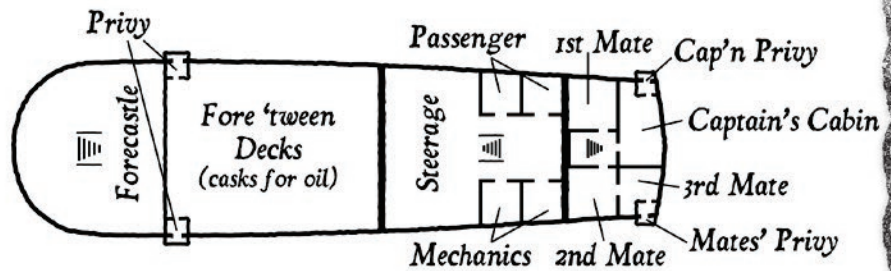 Privy
Passenger
1st Mate
Cap'n Privy
Forecastle
Fore 'tween
Decks
(casks for oil)
Steerage
Captain's Cabin
3rd Mate
Mechanics
2nd Mate
Mates' Privy